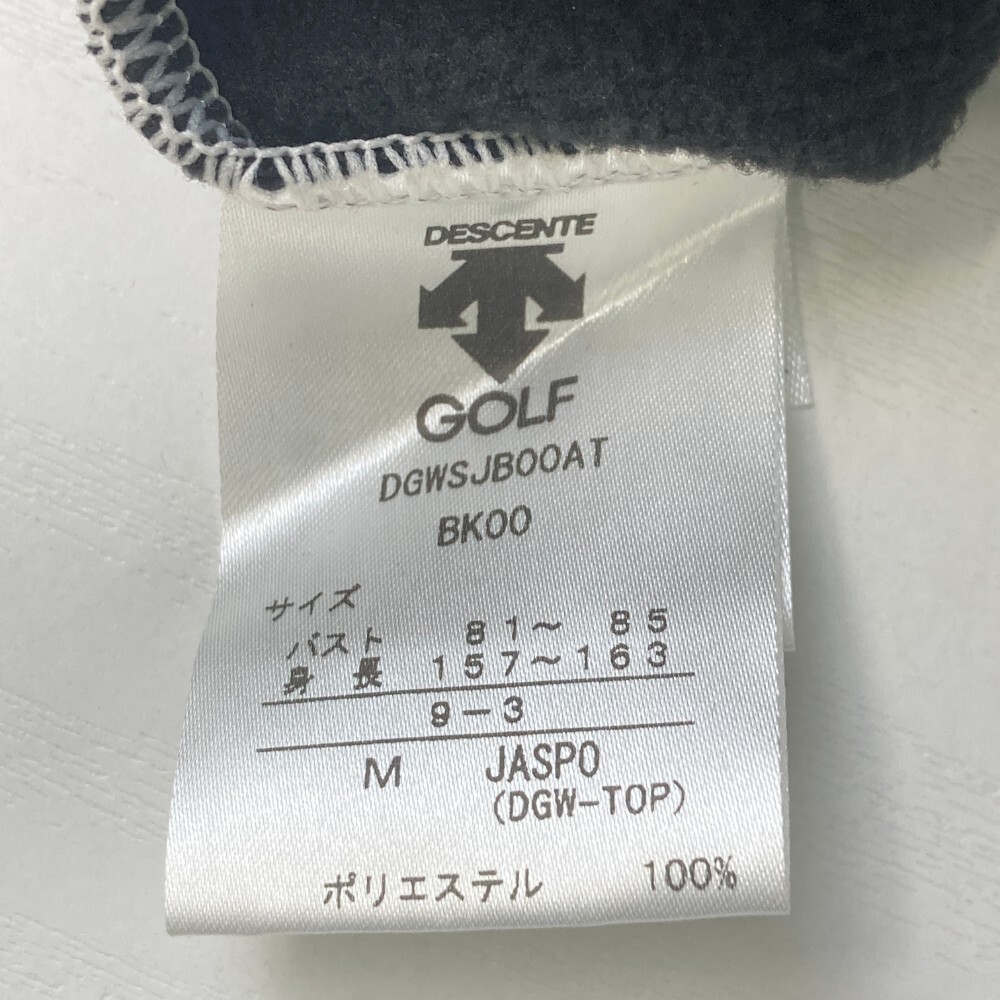 DESCENTE
GOLF
DGWSJB00AT
BK00
サイズ
バスト 81～ 85
身長 157～163
9-3
M JASPO
(DGW-TOP)
ポリエステル 100%